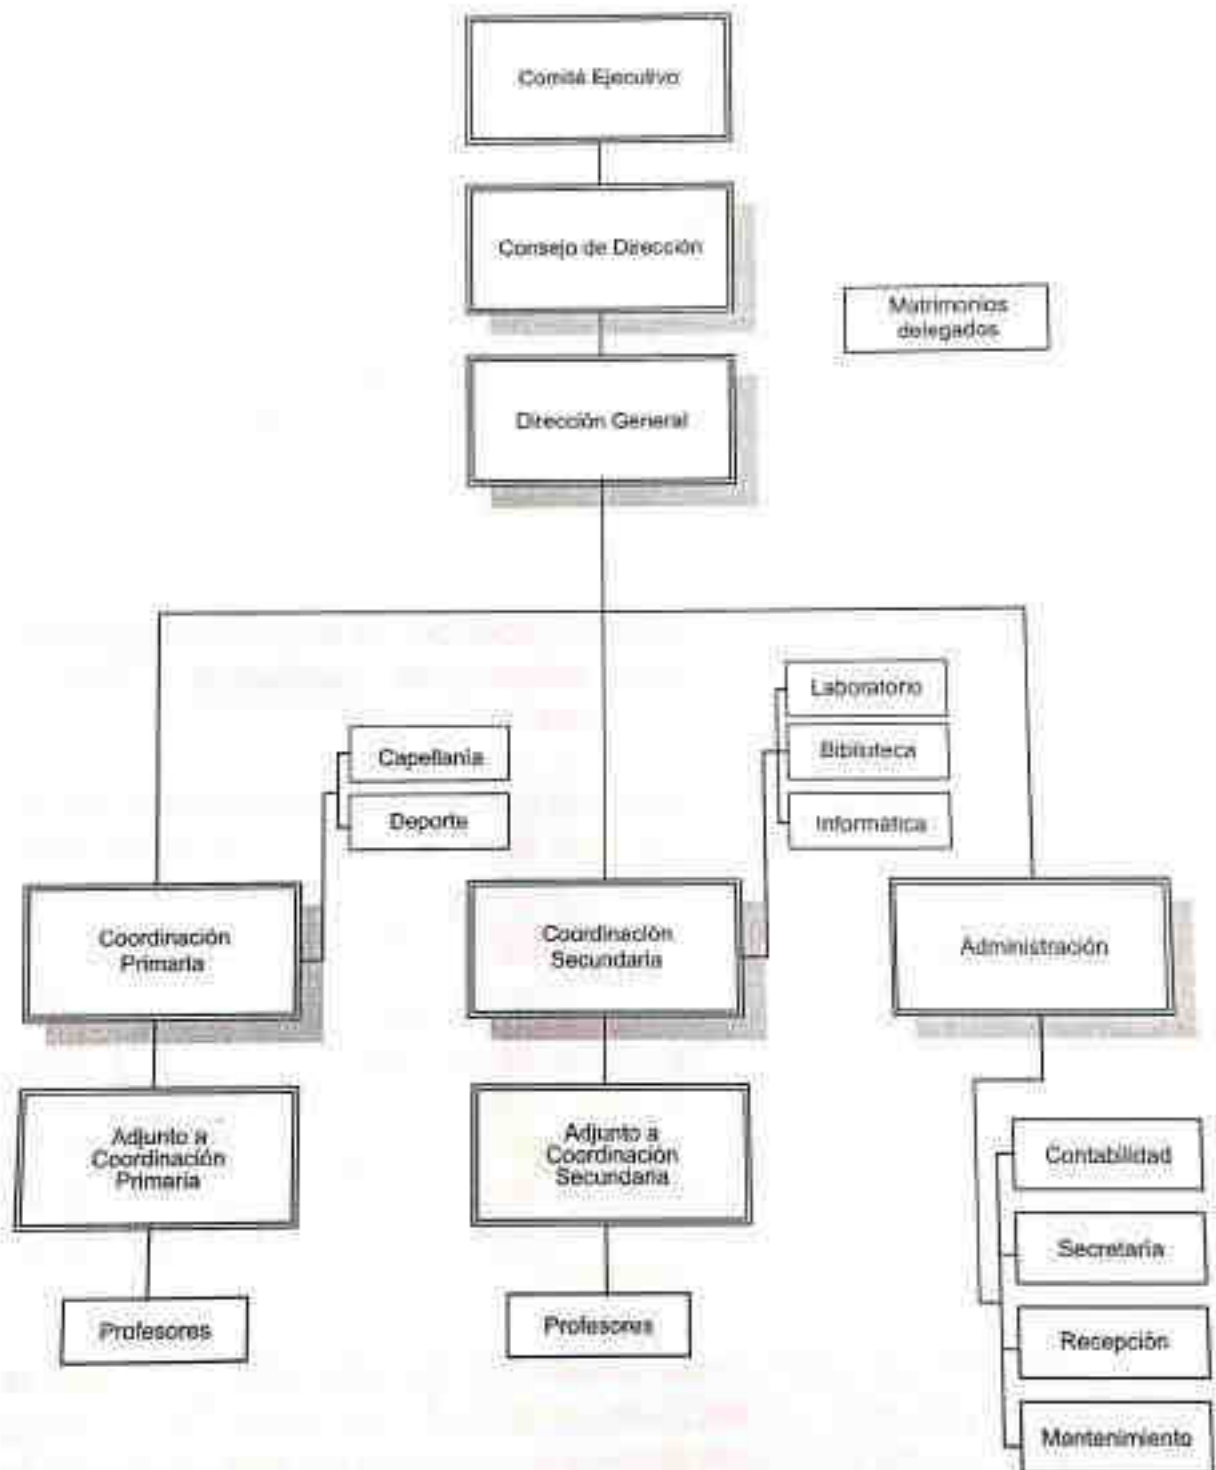 Comité Ejecutivo
Consejo de Dirección
Matrimonios
delegados
Dirección General
Laboratorio
Biblioteca
Informática
Capellanía
Deporte
Coordinación
Primaria
Coordinación
Secundaria
Administración
Adjunto a
Coordinación
Primaria
Adjunto a
Coordinación
Secundaria
Contabilidad
Secretaría
Recepción
Mantenimiento
Profesores
Profesores